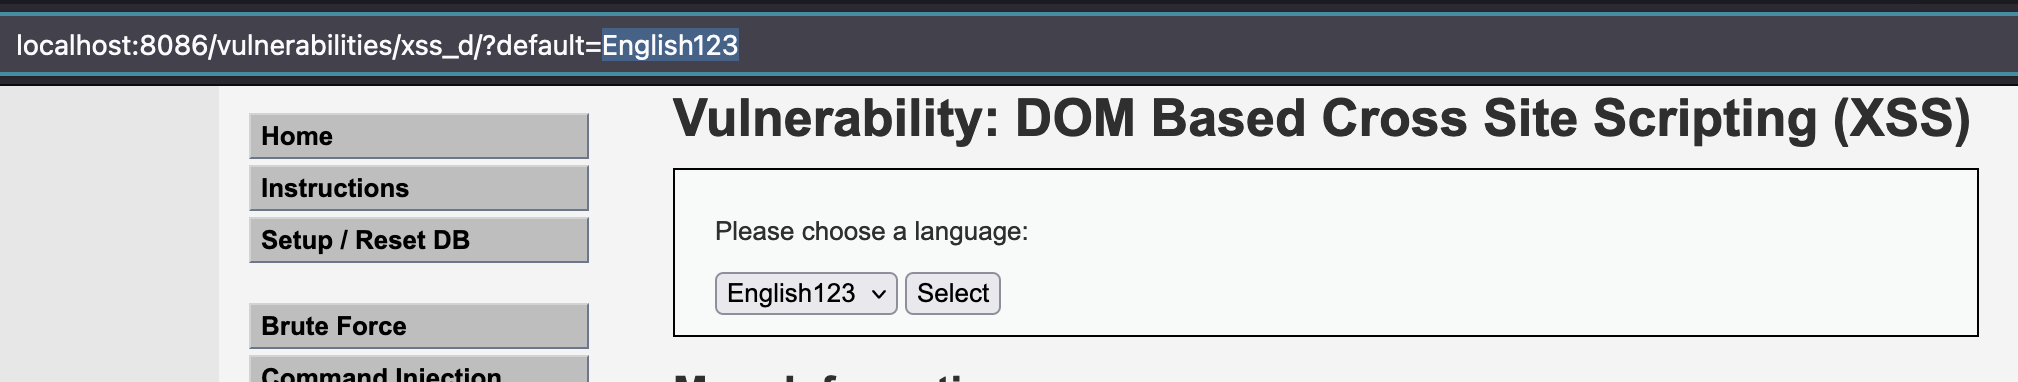 localhost:8086/vulnerabilities/xss_d/?default=English123
Vulnerability: DOM Based Cross Site Scripting (XSS)
Home
Instructions
Setup / Reset DB
Brute Force
Command Injection
Please choose a language:
English123
Select